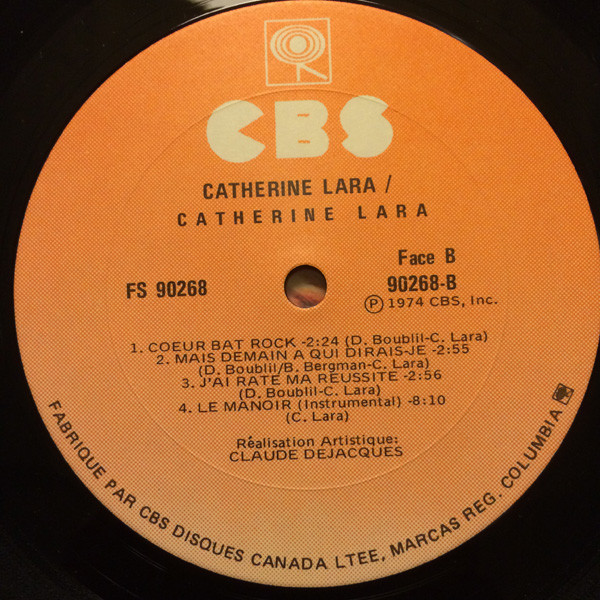 CBS
CATHERINE LARA /
CATHERINE LARA
Face B
FS 90268
90268-B
Ⓟ 1974 CBS, Inc.
1. COEUR BAT ROCK -2:24 (D. Boublil-C. Lara)
2. MAIS DEMAIN A QUI DIRAIS-JE -2:55
(D. Boublil/B. Bergman-C. Lara)
3. J'AI RATE MA REUSSITE -2:56
(D. Boublil-C. Lara)
4. LE MANOIR (Instrumental) -8:10
(C. Lara)
Réalisation Artistique:
CLAUDE DEJACQUES
FABRIQUE PAR CBS DISQUES CANADA LTEE, MARCAS REG. COLUMBIA